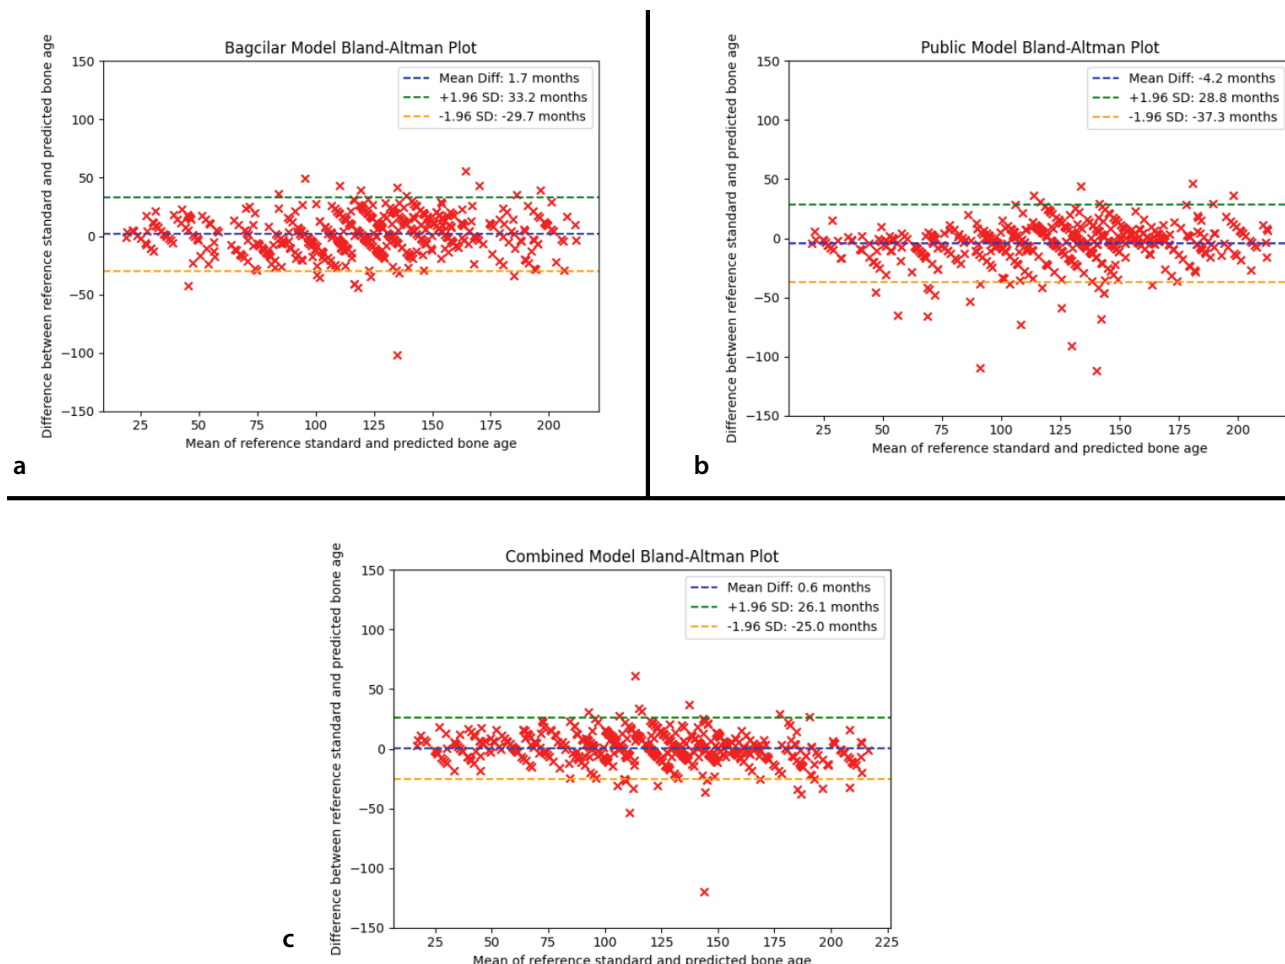 Bagcilar Model Bland-Altman Plot
Difference between reference standard and predicted bone age
150
100
50
0
−50
−100
−150
Mean Diff: 1.7 months
+1.96 SD: 33.2 months
-1.96 SD: -29.7 months
25 50 75 100 125 150 175 200
Mean of reference standard and predicted bone age
a
Public Model Bland-Altman Plot
Difference between reference standard and predicted bone age
150
100
50
0
−50
−100
−150
Mean Diff: -4.2 months
+1.96 SD: 28.8 months
-1.96 SD: -37.3 months
25 50 75 100 125 150 175 200
Mean of reference standard and predicted bone age
b
Combined Model Bland-Altman Plot
Difference between reference standard and predicted bone age
150
100
50
0
−50
−100
−150
Mean Diff: 0.6 months
+1.96 SD: 26.1 months
-1.96 SD: -25.0 months
25 50 75 100 125 150 175 200 225
Mean of reference standard and predicted bone age
c